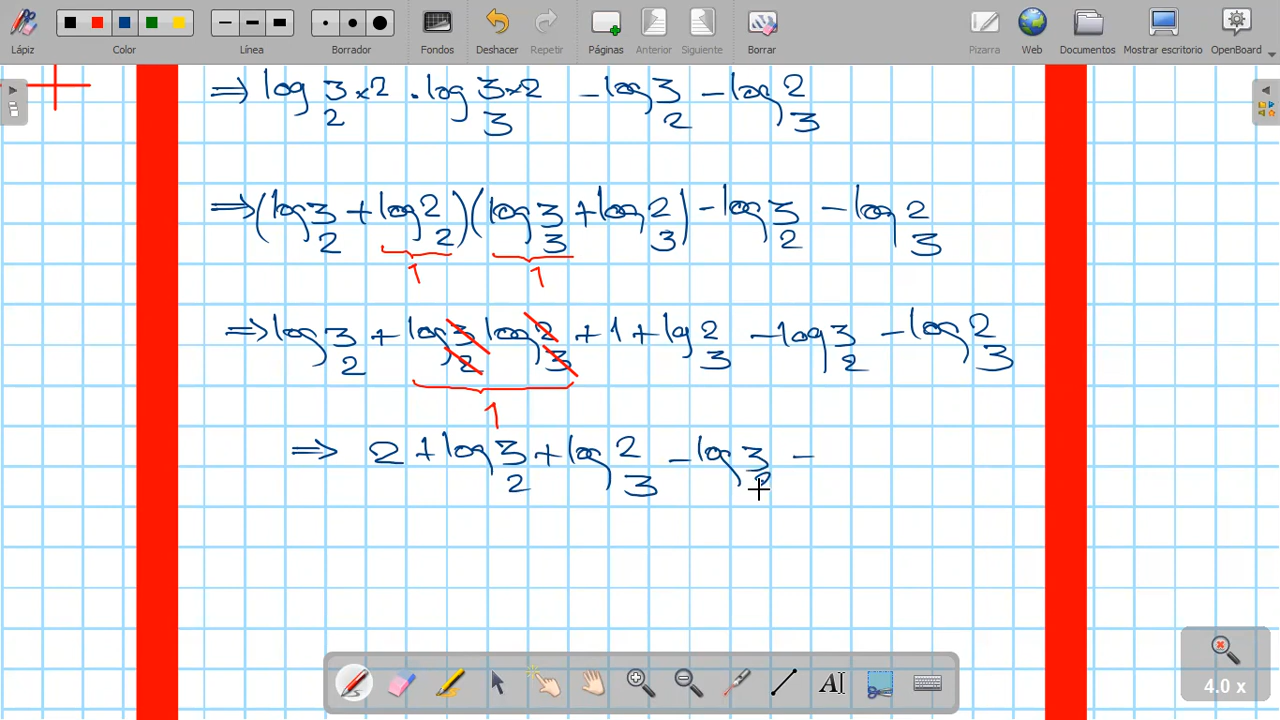 Lápiz Color Línea Borrador Fondos Deshacer Repetir Páginas Anterior Siguiente Borrar Pizarra Web Documentos Mostrar escritorio OpenBoard
⇒ log₂ 3×2 · log₃ 3×2 - log₂ 3 - log₃ 2
⇒ (log₂ 3 + log₂ 2)(log₃ 3 + log₃ 2) - log₂ 3 - log₃ 2
1 1
⇒ log₂ 3 + log₂ 3 log₃ 2 + 1 + log₃ 2 - log₂ 3 - log₃ 2
1
⇒ 2 + log₂ 3 + log₃ 2 - log₂ 3 -
4.0 x